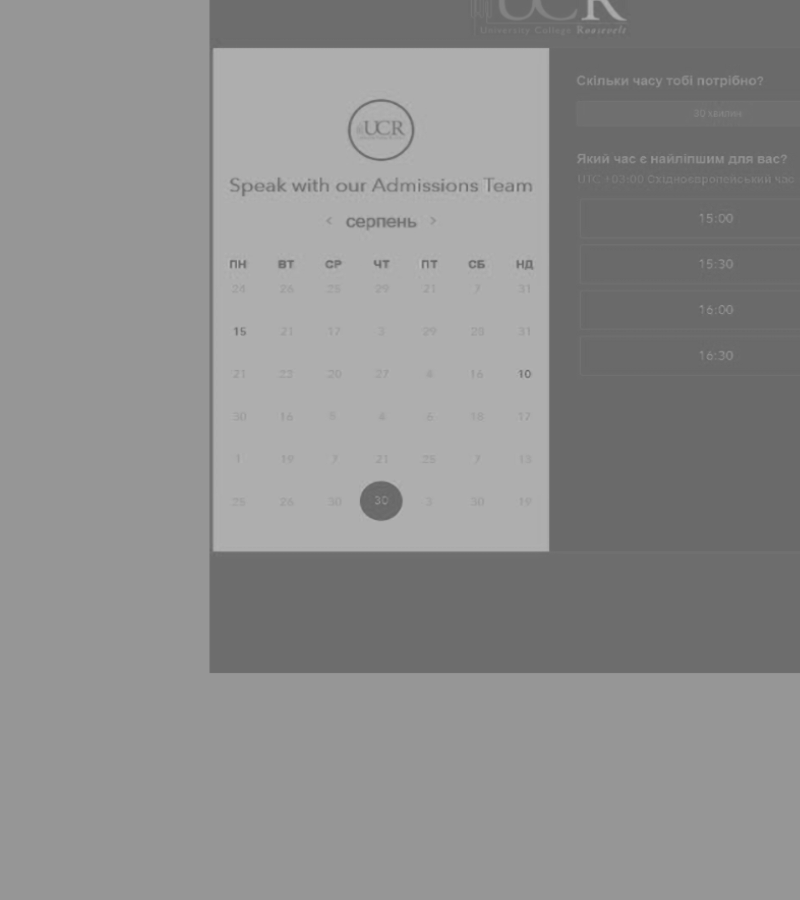 UCR
University College Roosevelt
UCR
Speak with our Admissions Team
< серпень >
ПН ВТ СР ЧТ ПТ СБ НД
24 26 25 29 21 7 31
15 21 17 3 29 28 31
21 23 20 27 4 16 10
30 16 5 4 6 18 17
1 19 7 21 25 7 13
25 26 30 30 3 30 19
Скільки часу тобі потрібно?
30 хвилин
Який час є найліпшим для вас?
UTC +03:00 Східноєвропейський час
15:00
15:30
16:00
16:30